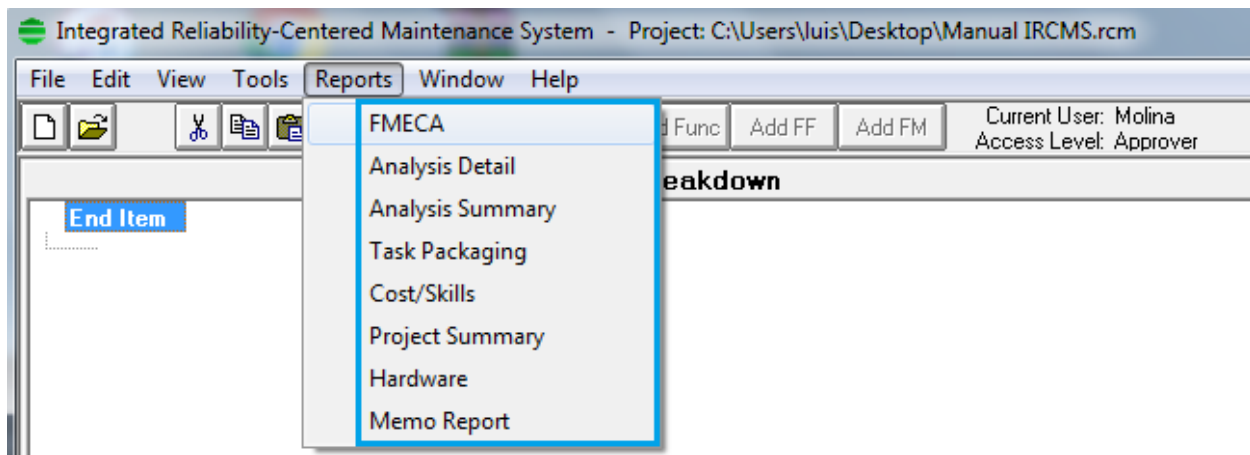 Integrated Reliability-Centered Maintenance System - Project: C:\Users\luis\Desktop\Manual IRCMS.rcm
File Edit View Tools Reports Window Help
Func Add FF Add FM
Current User: Molina
Access Level: Approver
eakdown
End Item
FMECA
Analysis Detail
Analysis Summary
Task Packaging
Cost/Skills
Project Summary
Hardware
Memo Report